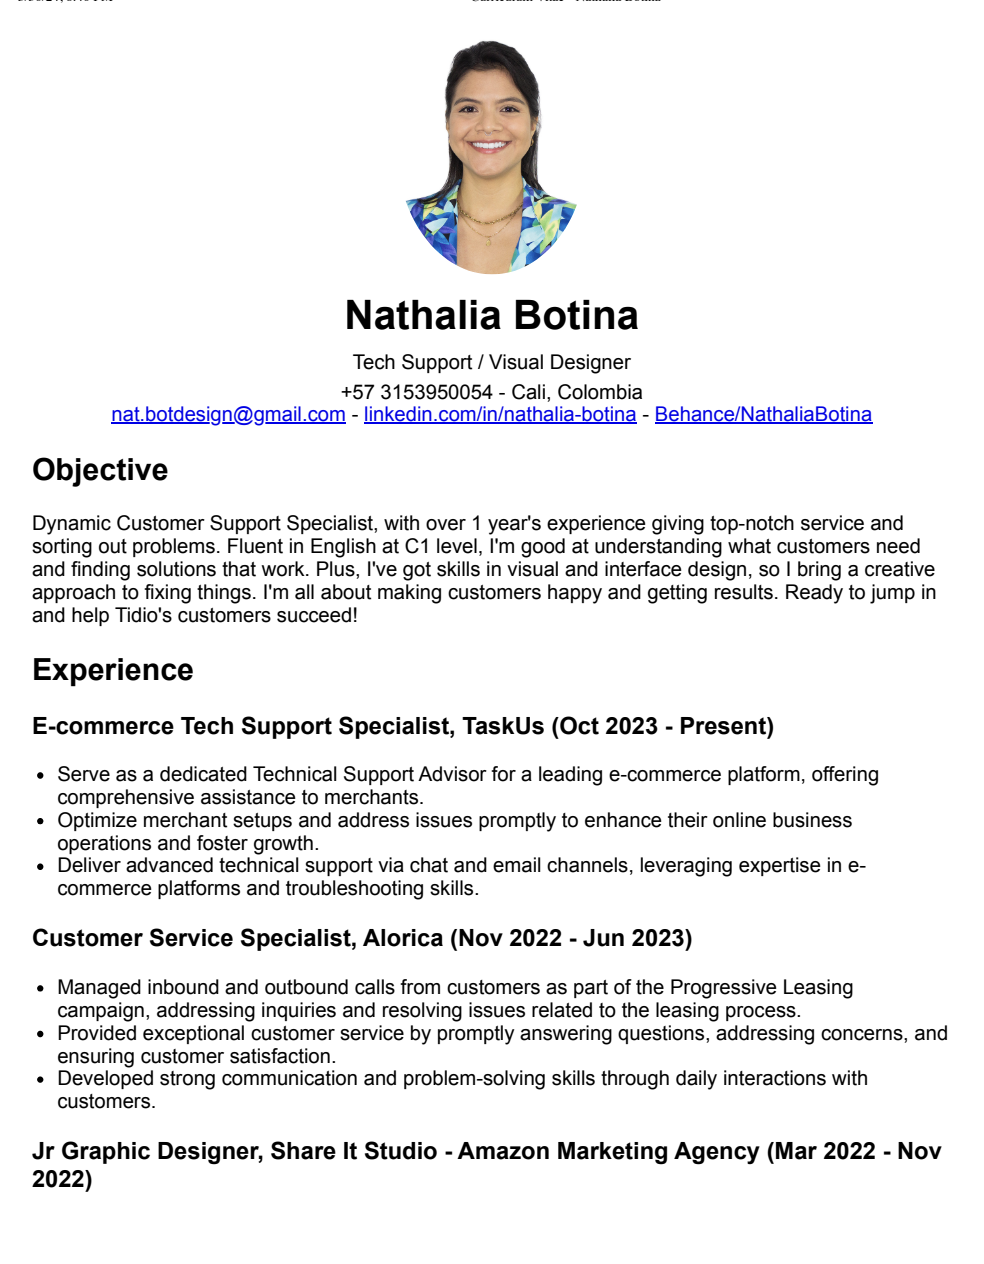 Curriculum Vitae - Nathalia Botina
Nathalia Botina
Tech Support / Visual Designer
+57 3153950054 - Cali, Colombia
nat.botdesign@gmail.com - linkedin.com/in/nathalia-botina - Behance/NathaliaBotina
Objective
Dynamic Customer Support Specialist, with over 1 year's experience giving top-notch service and
sorting out problems. Fluent in English at C1 level, I'm good at understanding what customers need
and finding solutions that work. Plus, I've got skills in visual and interface design, so I bring a creative
approach to fixing things. I'm all about making customers happy and getting results. Ready to jump in
and help Tidio's customers succeed!
Experience
E-commerce Tech Support Specialist, TaskUs (Oct 2023 - Present)
• Serve as a dedicated Technical Support Advisor for a leading e-commerce platform, offering
comprehensive assistance to merchants.
• Optimize merchant setups and address issues promptly to enhance their online business
operations and foster growth.
• Deliver advanced technical support via chat and email channels, leveraging expertise in e-
commerce platforms and troubleshooting skills.
Customer Service Specialist, Alorica (Nov 2022 - Jun 2023)
• Managed inbound and outbound calls from customers as part of the Progressive Leasing
campaign, addressing inquiries and resolving issues related to the leasing process.
• Provided exceptional customer service by promptly answering questions, addressing concerns, and
ensuring customer satisfaction.
• Developed strong communication and problem-solving skills through daily interactions with
customers.
Jr Graphic Designer, Share It Studio - Amazon Marketing Agency (Mar 2022 - Nov
2022)